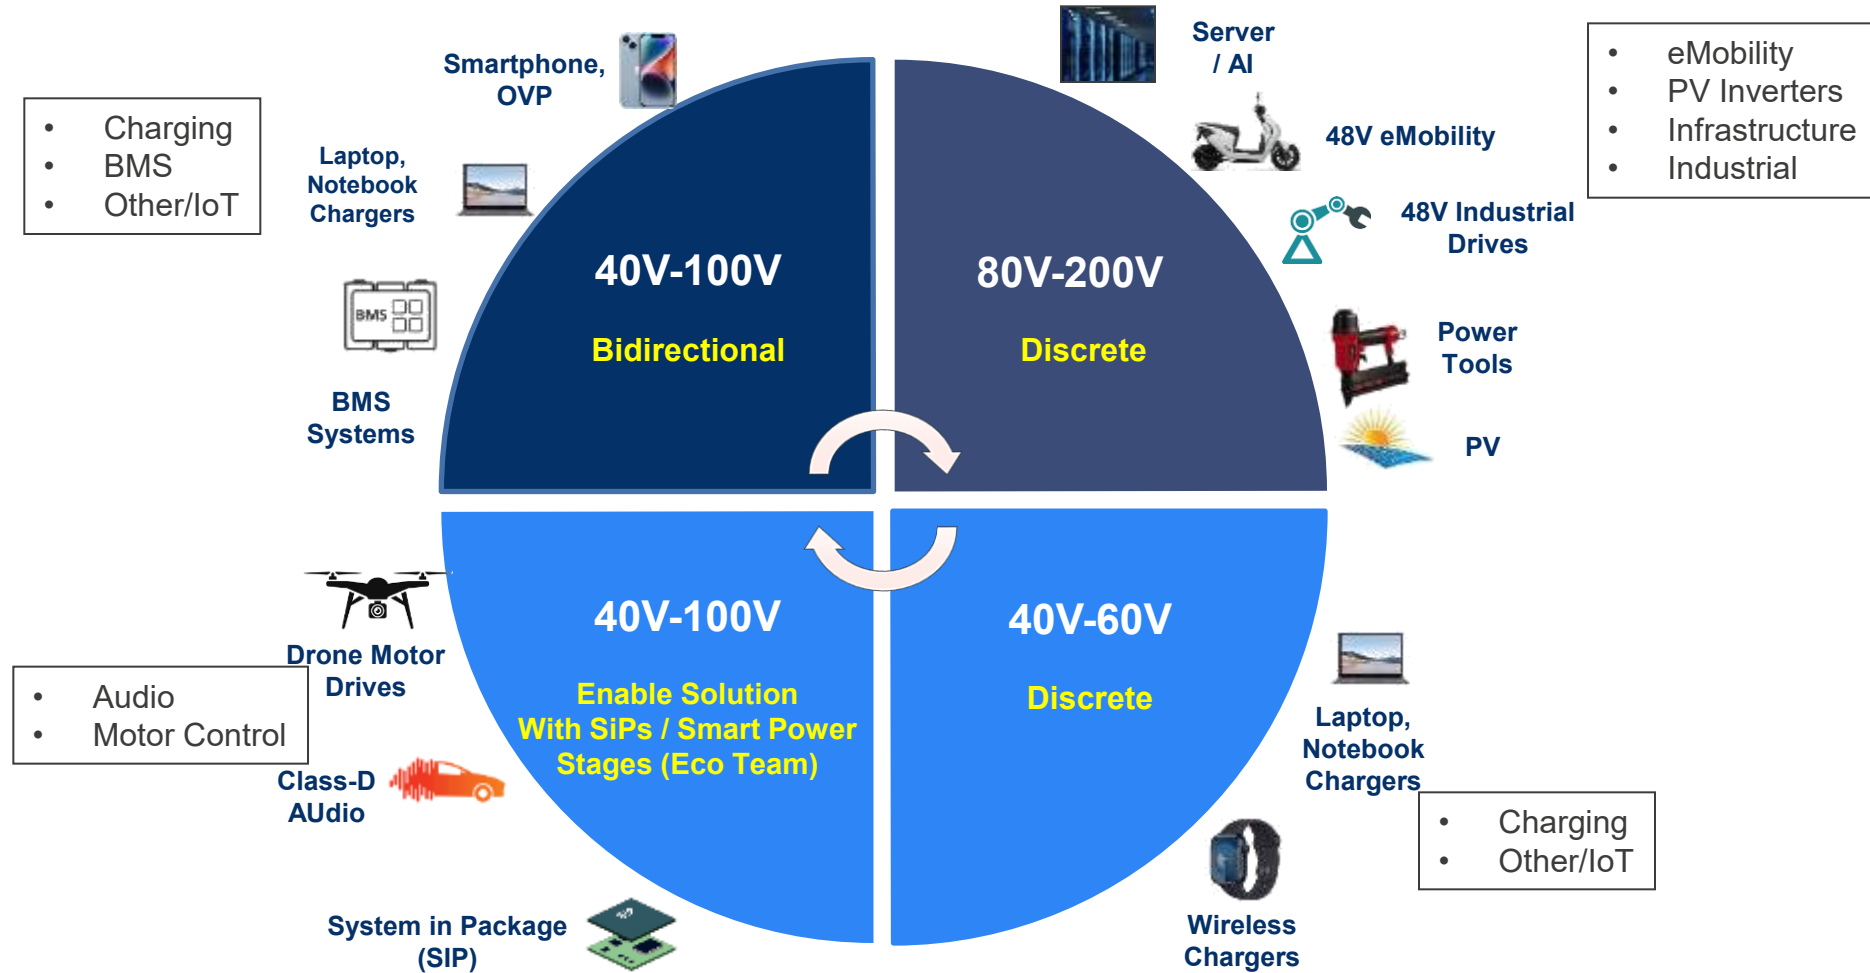 Smartphone,
OVP
Server
/ AI
• eMobility
• PV Inverters
• Infrastructure
• Industrial
• Charging
• BMS
• Other/IoT
Laptop,
Notebook
Chargers
48V eMobility
48V Industrial
Drives
40V-100V
Bidirectional
80V-200V
Discrete
BMS
Power
Tools
BMS
Systems
PV
Drone Motor
Drives
• Audio
• Motor Control
40V-100V
Enable Solution
With SiPs / Smart Power
Stages (Eco Team)
40V-60V
Discrete
Laptop,
Notebook
Chargers
Class-D
AUdio
• Charging
• Other/IoT
System in Package
(SIP)
Wireless
Chargers